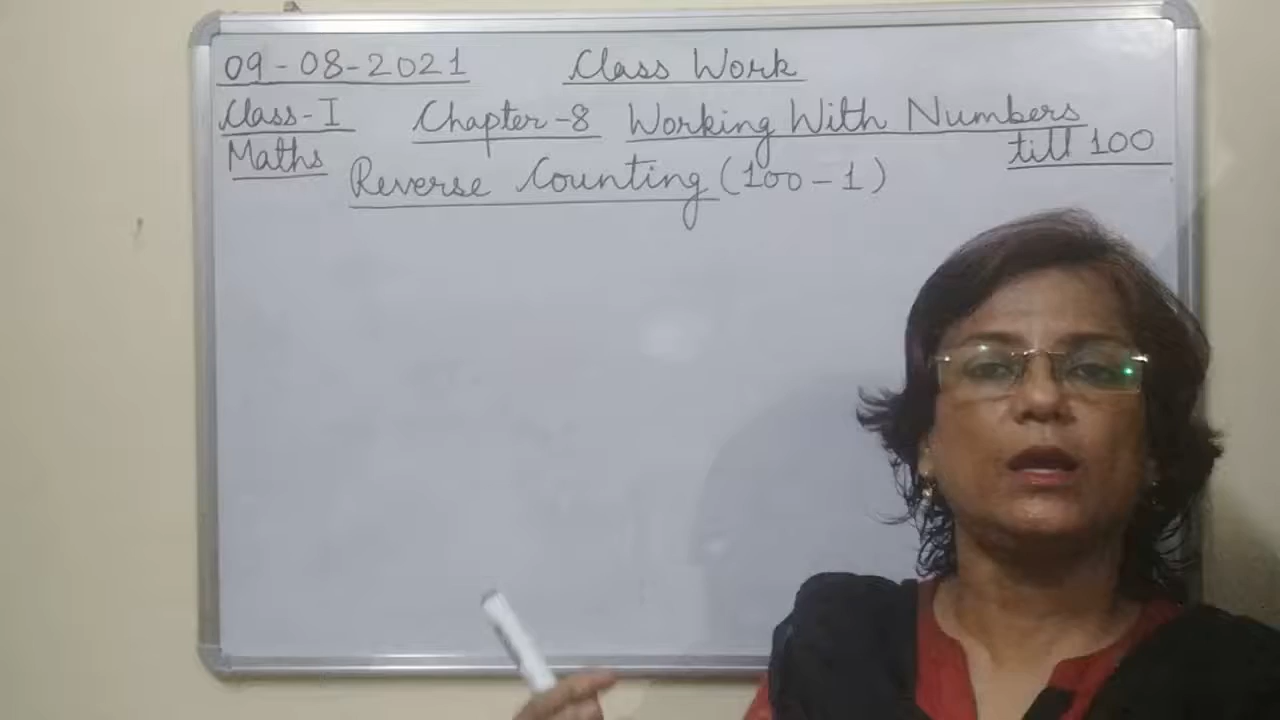 09-08-2021 Class Work
Class-I Chapter-8 Working With Numbers
Maths till 100
Reverse Counting (100-1)